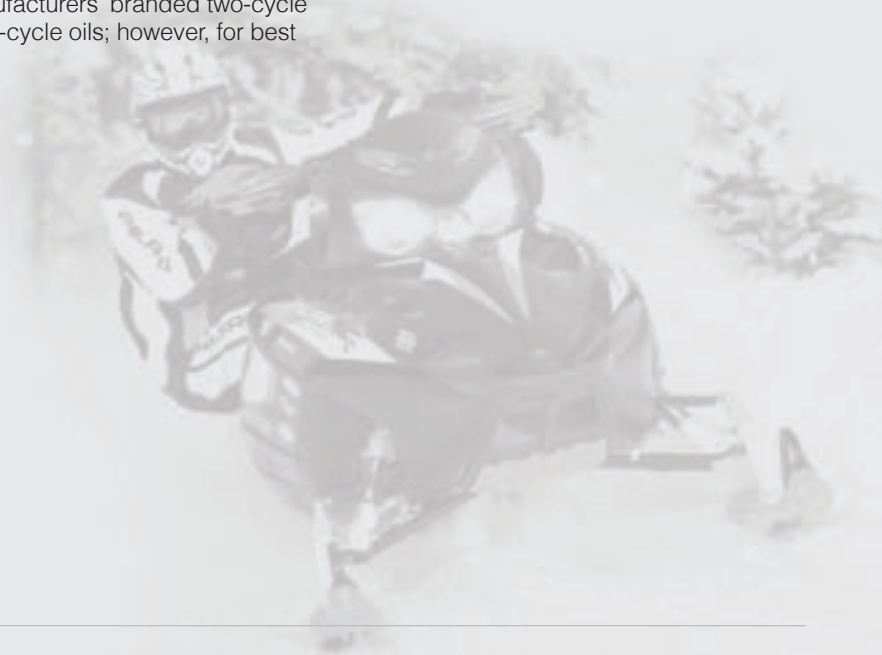 ufacturers' branded two-cycle
-cycle oils; however, for best